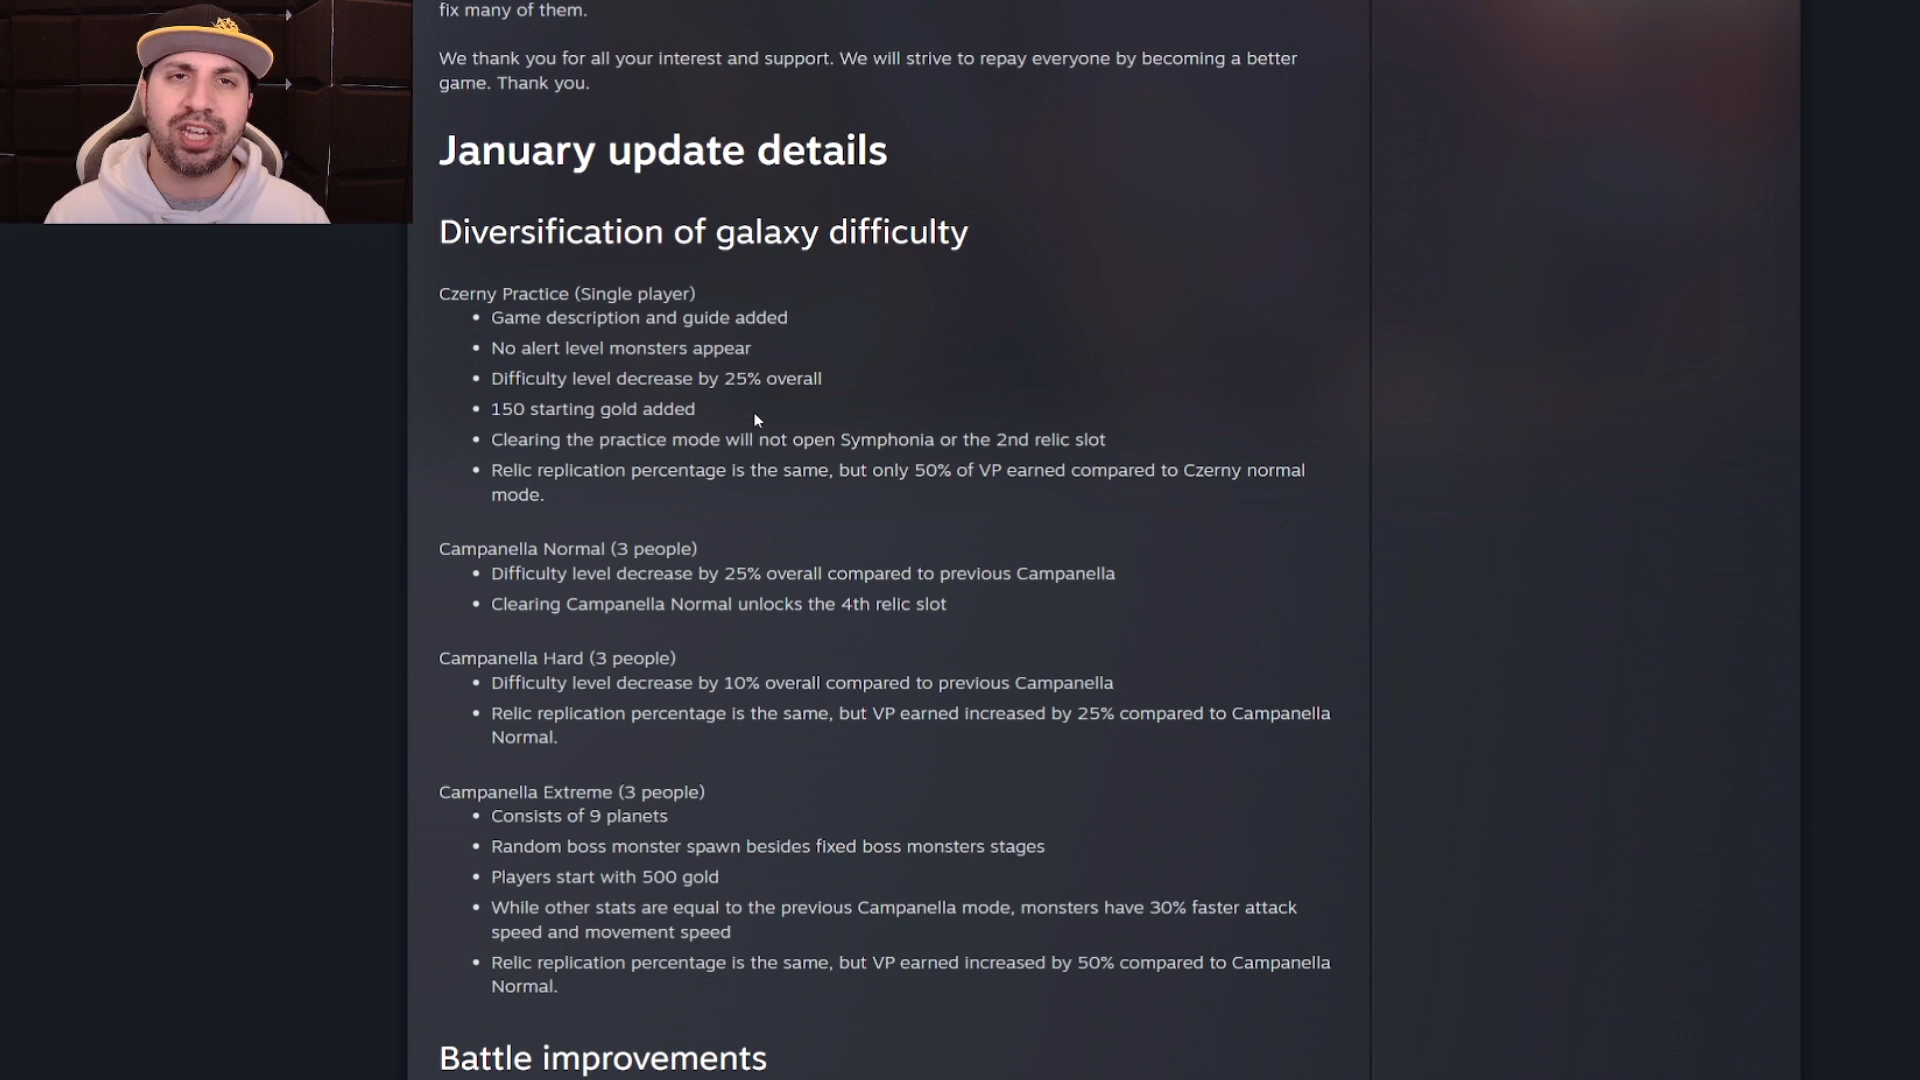 fix many of them.
We thank you for all your interest and support. We will strive to repay everyone by becoming a better
game. Thank you.
January update details
Diversification of galaxy difficulty
Czerny Practice (Single player)
• Game description and guide added
• No alert level monsters appear
• Difficulty level decrease by 25% overall
• 150 starting gold added
• Clearing the practice mode will not open Symphonia or the 2nd relic slot
• Relic replication percentage is the same, but only 50% of VP earned compared to Czerny normal
mode.
Campanella Normal (3 people)
• Difficulty level decrease by 25% overall compared to previous Campanella
• Clearing Campanella Normal unlocks the 4th relic slot
Campanella Hard (3 people)
• Difficulty level decrease by 10% overall compared to previous Campanella
• Relic replication percentage is the same, but VP earned increased by 25% compared to Campanella
Normal.
Campanella Extreme (3 people)
• Consists of 9 planets
• Random boss monster spawn besides fixed boss monsters stages
• Players start with 500 gold
• While other stats are equal to the previous Campanella mode, monsters have 30% faster attack
speed and movement speed
• Relic replication percentage is the same, but VP earned increased by 50% compared to Campanella
Normal.
Battle improvements